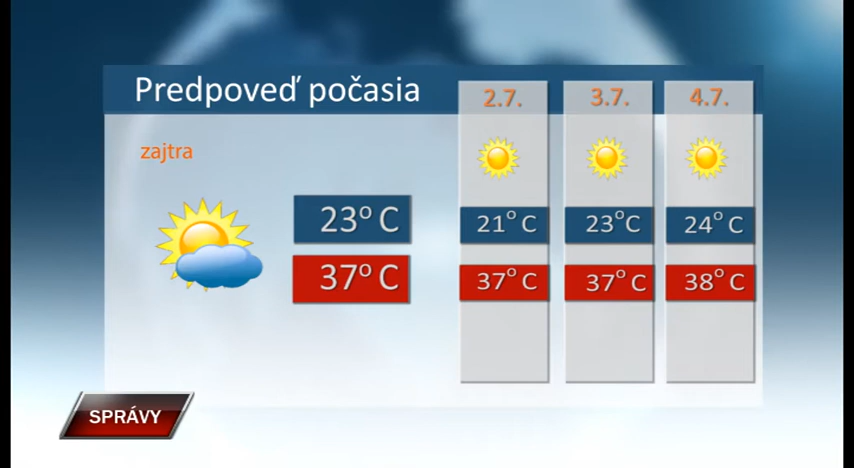 Predpoveď počasia
zajtra
23° C
37° C
2.7.
21° C
37° C
3.7.
23°C
37° C
4.7.
24° C
38° C
SPRÁVY